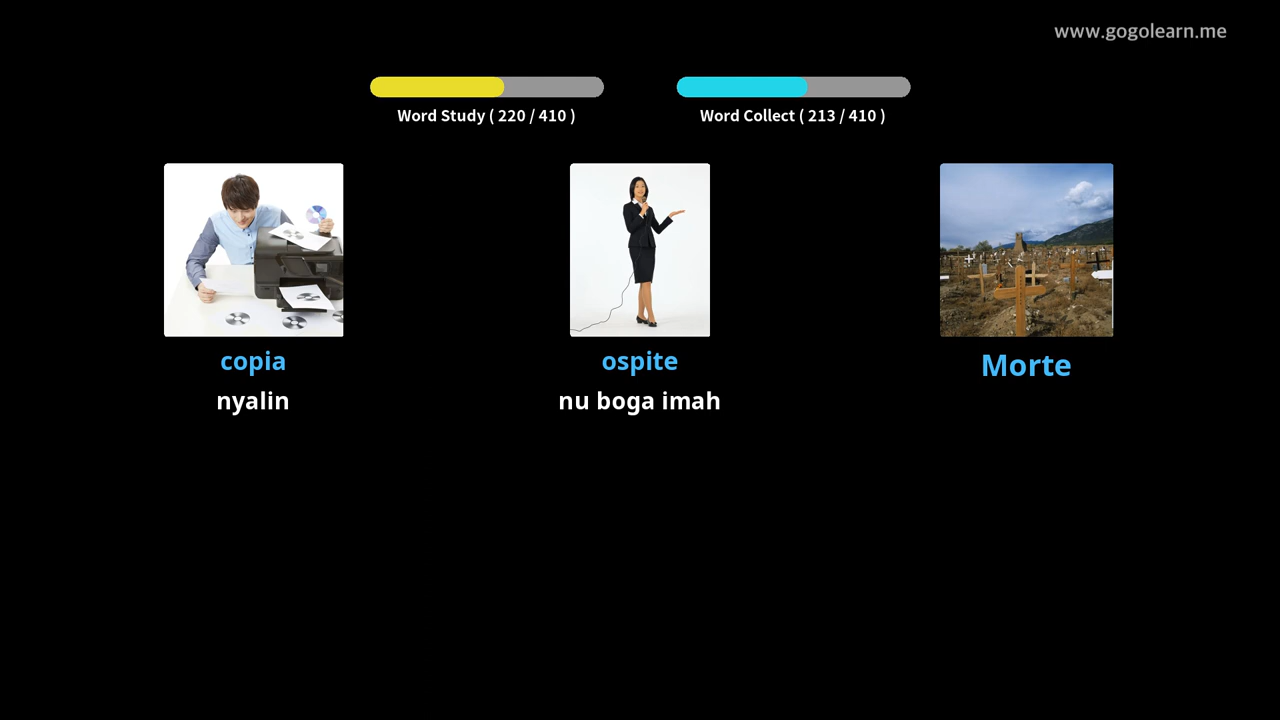 www.gogolearn.me
Word Study ( 220 / 410 )
Word Collect ( 213 / 410 )
copia
nyalin
ospite
nu boga imah
Morte